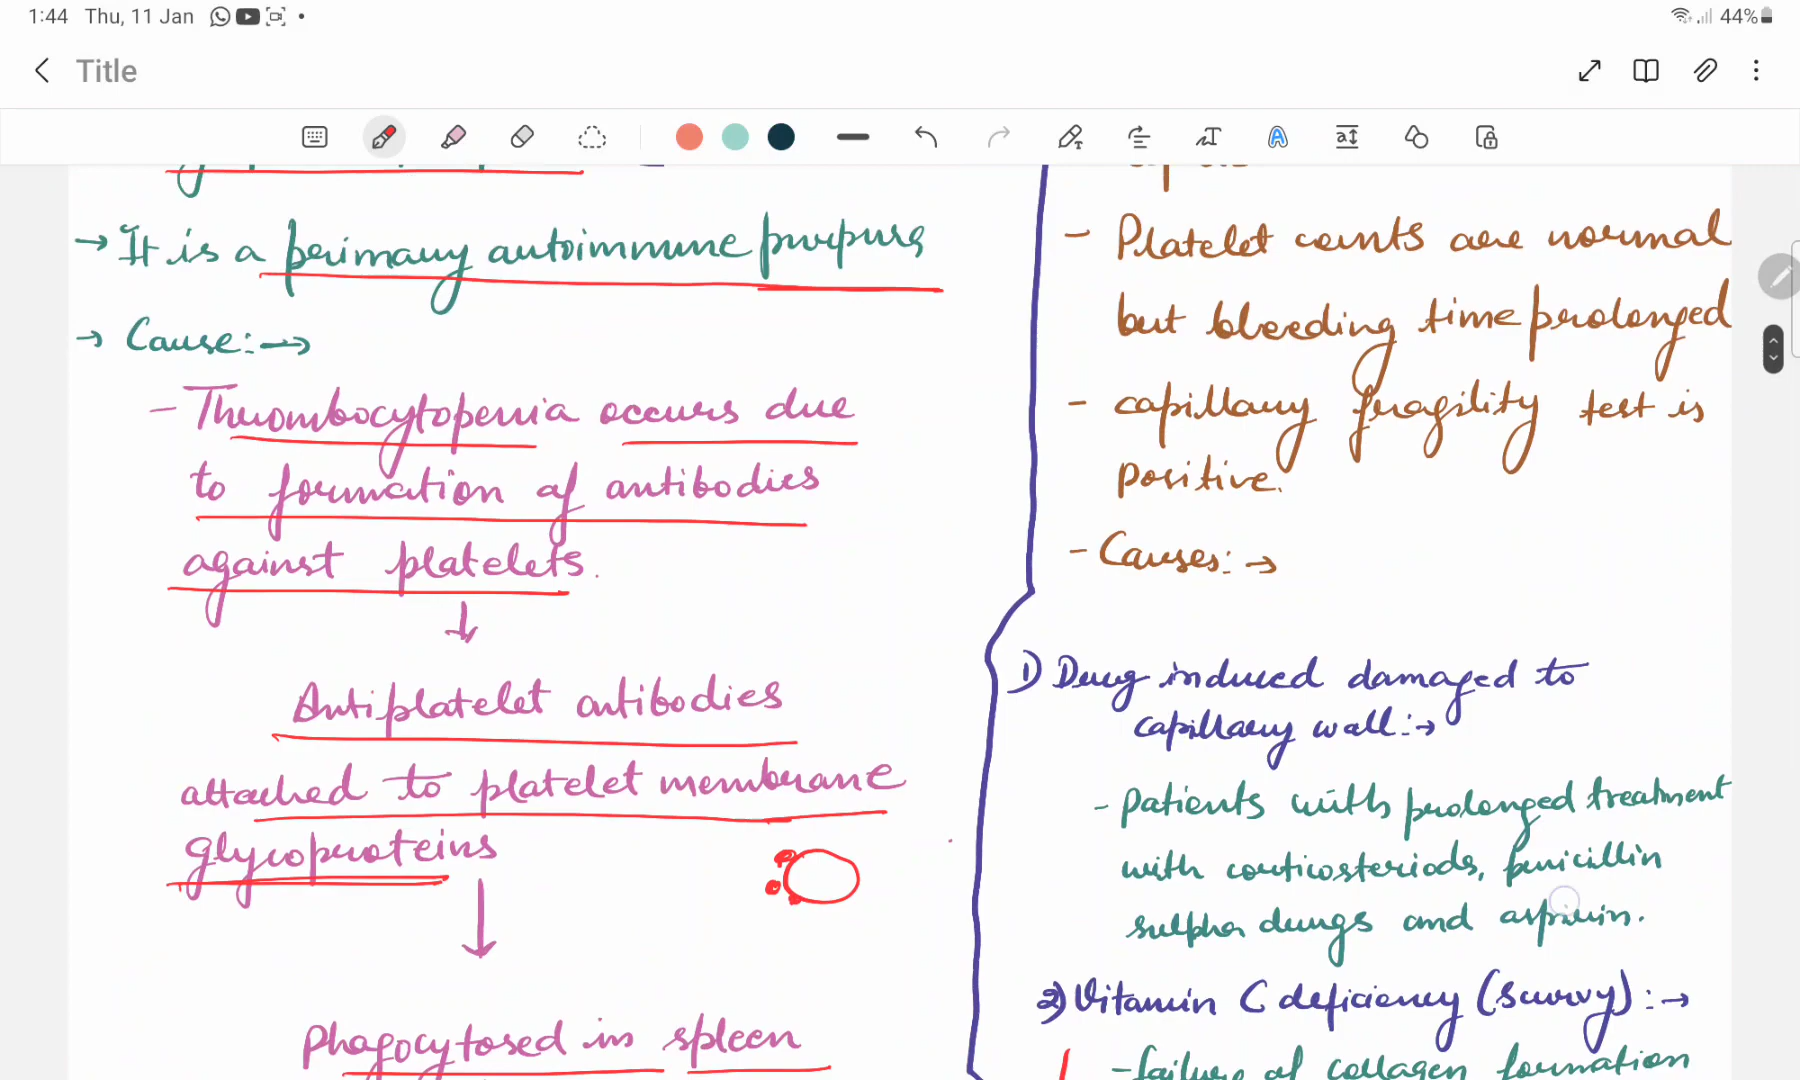 1:44 Thu, 11 Jan
44%
Title
→ It is a perimary autoimmune purpura
→ Cause:→
- Thrombocytopenia occurs due
to formation of antibodies
against platelets.
↓
Antiplatelet antibodies
attached to platelet membrane
glycoproteins
↓
Phagocytosed in spleen
- Platelet counts are normal
but bleeding time prolonged
- capillary fragility test is
positive.
- Causes:→
1) Drug induced damaged to
capillary wall:→
- Patients with prolonged treatment
with corticosteriods, penicillin
sulpha drugs and aspirin.
2) Vitamin C deficiency (scurvy):→
- failure of collagen formation